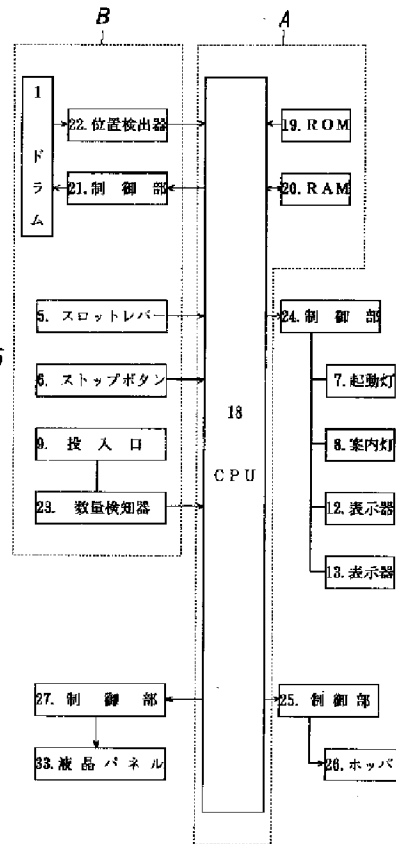 B
A
1
ドラム
22. 位置検出器
21. 制御部
19. ROM
20. RAM
5. スロットレバー
6. ストップボタン
9. 投入口
23. 数量検知器
18
CPU
24. 制御部
7. 起動灯
8. 案内灯
12. 表示器
13. 表示器
27. 制御部
33. 液晶パネル
25. 制御部
26. ホッパ